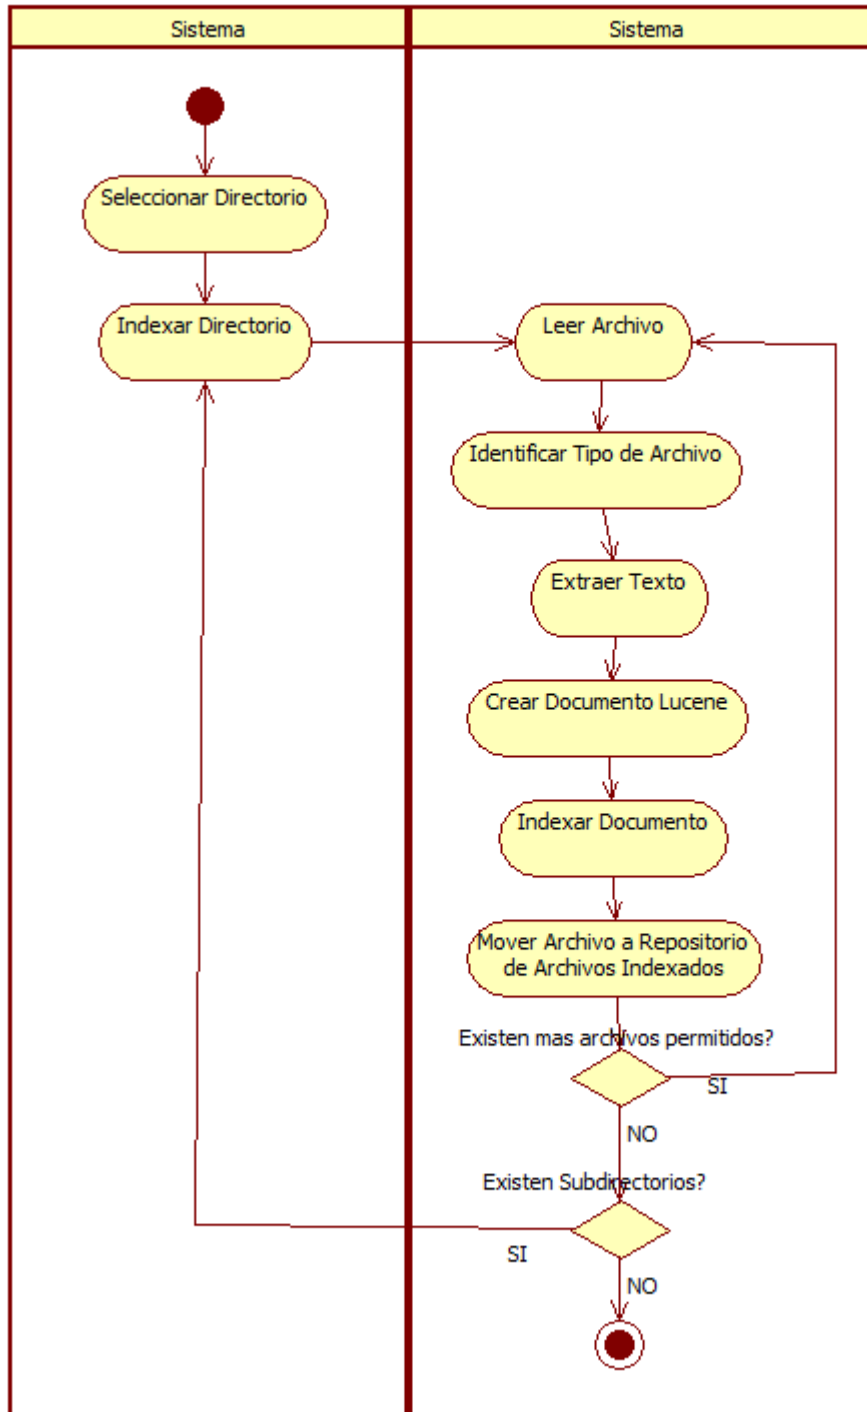 Sistema
Sistema
Seleccionar Directorio
Indexar Directorio
Leer Archivo
Identificar Tipo de Archivo
Extraer Texto
Crear Documento Lucene
Indexar Documento
Mover Archivo a Repositorio
de Archivos Indexados
Existen mas archivos permitidos?
SI
NO
Existen Subdirectorios?
SI
NO